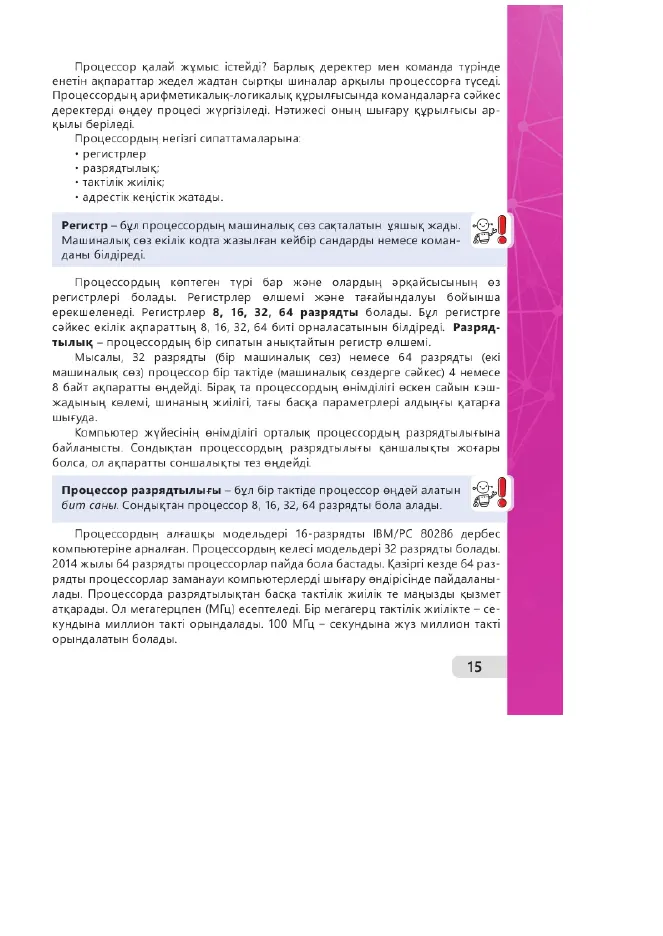 Процессор қалай жұмыс істейді? Барлық деректер мен команда түрінде
енетін ақпараттар жедел жадтан сыртқы шиналар арқылы процессорға түседі.
Процессордың арифметикалық-логикалық құрылғысында командаларға сәйкес
деректерді өңдеу процесі жүргізіледі. Нәтижесі оның шығару құрылғысы ар-
қылы беріледі.
Процессордың негізгі сипаттамаларына:
• регистрлер
• разрядтылық;
• тактілік жиілік;
• адрестік кеңістік жатады.
Регистр – бұл процессордың машиналық сөз сақталатын ұяшық жады.
Машиналық сөз екілік кодта жазылған кейбір сандарды немесе коман-
даны білдіреді.
Процессордың көптеген түрі бар және олардың әрқайсысының өз
регистрлері болады. Регистрлер өлшемі және тағайындалуы бойынша
ерекшеленеді. Регистрлер 8, 16, 32, 64 разрядты болады. Бұл регистрге
сәйкес екілік ақпараттың 8, 16, 32, 64 биті орналасатынын білдіреді. Разряд-
тылық – процессордың бір сипатын анықтайтын регистр өлшемі.
Мысалы, 32 разрядты (бір машиналық сөз) немесе 64 разрядты (екі
машиналық сөз) процессор бір тактіде (машиналық сөздерге сәйкес) 4 немесе
8 байт ақпаратты өңдейді. Бірақ та процессордың өнімділігі өскен сайын кэш-
жадының көлемі, шинаның жиілігі, тағы басқа параметрлері алдыңғы қатарға
шығуда.
Компьютер жүйесінің өнімділігі орталық процессордың разрядтылығына
байланысты. Сондықтан процессордың разрядтылығы қаншалықты жоғары
болса, ол ақпаратты соншалықты тез өңдейді.
Процессор разрядтылығы – бұл бір тактіде процессор өңдей алатын
бит саны. Сондықтан процессор 8, 16, 32, 64 разрядты бола алады.
Процессордың алғашқы модельдері 16-разрядты IBM/PC 80286 дербес
компьютеріне арналған. Процессордың келесі модельдері 32 разрядты болады.
2014 жылы 64 разрядты процессорлар пайда бола бастады. Қазіргі кезде 64 раз-
рядты процессорлар заманауи компьютерлерді шығару өндірісінде пайдаланы-
лады. Процессорда разрядтылықтан басқа тактілік жиілік те маңызды қызмет
атқарады. Ол мегагерцпен (МГц) есептеледі. Бір мегагерц тактілік жиілікте – се-
кундына миллион такті орындалады. 100 МГц – секундына жүз миллион такті
орындалатын болады.
15